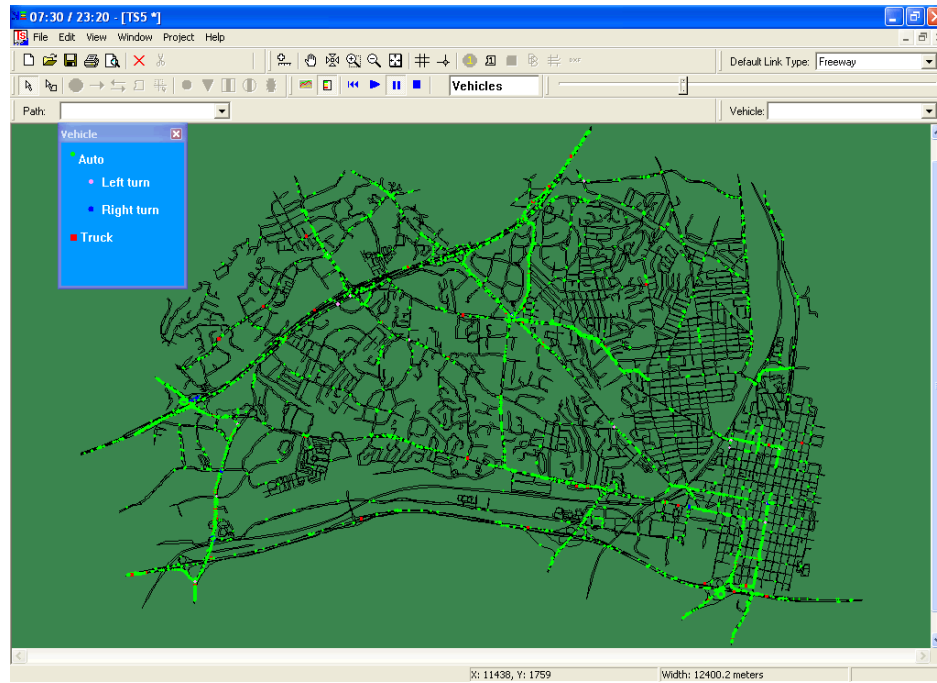 07:30 / 23:20 - [TS5 *]
File Edit View Window Project Help
Default Link Type: Freeway
Vehicles
Path:
Vehicle:
Vehicle
Auto
Left turn
Right turn
Truck
X: 11438, Y: 1759
Width: 12400.2 meters